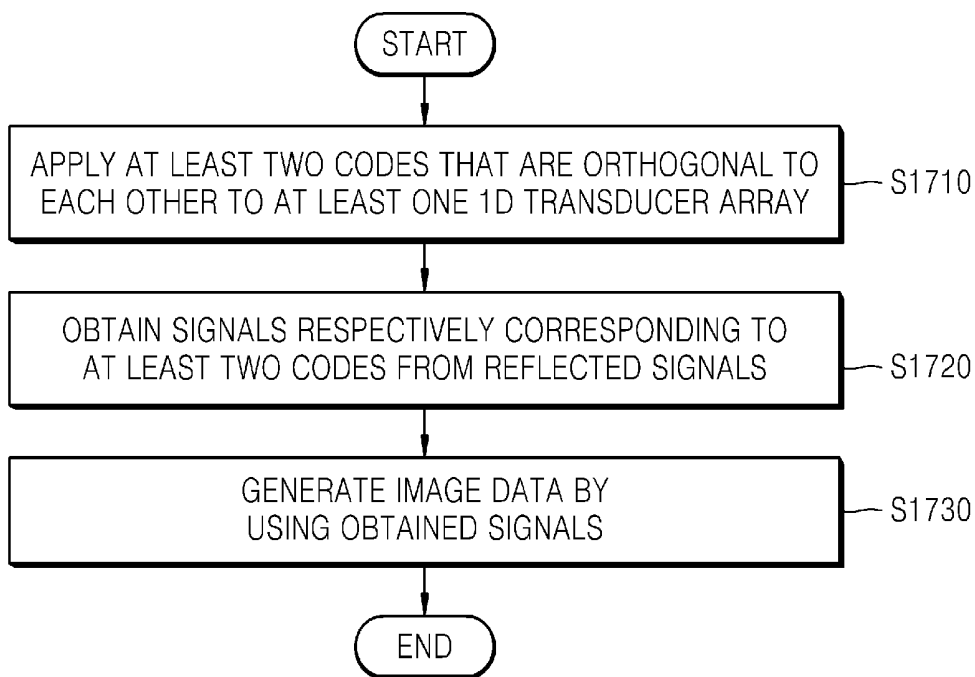 START
APPLY AT LEAST TWO CODES THAT ARE ORTHOGONAL TO
EACH OTHER TO AT LEAST ONE 1D TRANSDUCER ARRAY
S1710
OBTAIN SIGNALS RESPECTIVELY CORRESPONDING TO
AT LEAST TWO CODES FROM REFLECTED SIGNALS
S1720
GENERATE IMAGE DATA BY
USING OBTAINED SIGNALS
S1730
END